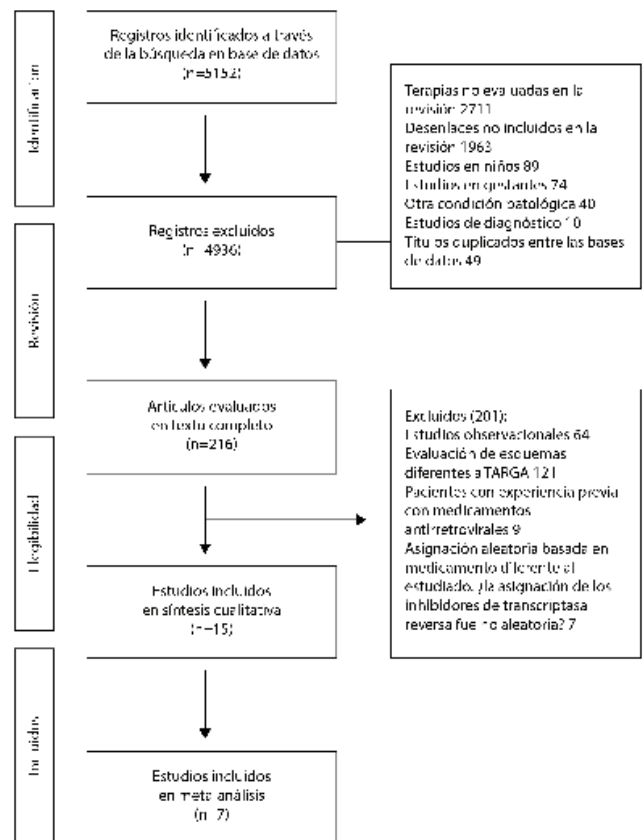 Identificación
Registros identificados a través
de la búsqueda en base de datos
(n=5152)
Terapias no evaluadas en la
revisión 2711
Desenlaces no incluidos en la
revisión 1963
Estudios en niños 89
Estudios en gestantes 74
Otra condición patológica 40
Estudios de diagnóstico 10
Títulos duplicados entre las bases
de datos 49
Registros excluidos
(n=4936)
Revisión
Artículos evaluados
en texto completo
(n=216)
Excluidos (201):
Estudios observacionales 64
Evaluación de esquemas
diferentes a TARGA 121
Pacientes con experiencia previa
con medicamentos
antirretrovirales 9
Asignación aleatoria basada en
medicamento diferente al
estudiado. ¿la asignación de los
inhibidores de transcriptasa
reversa fue no aleatoria? 7
Elegibilidad
Estudios incluidos
en síntesis cualitativa
(n=15)
Incluidos
Estudios incluidos
en meta análisis
(n=7)